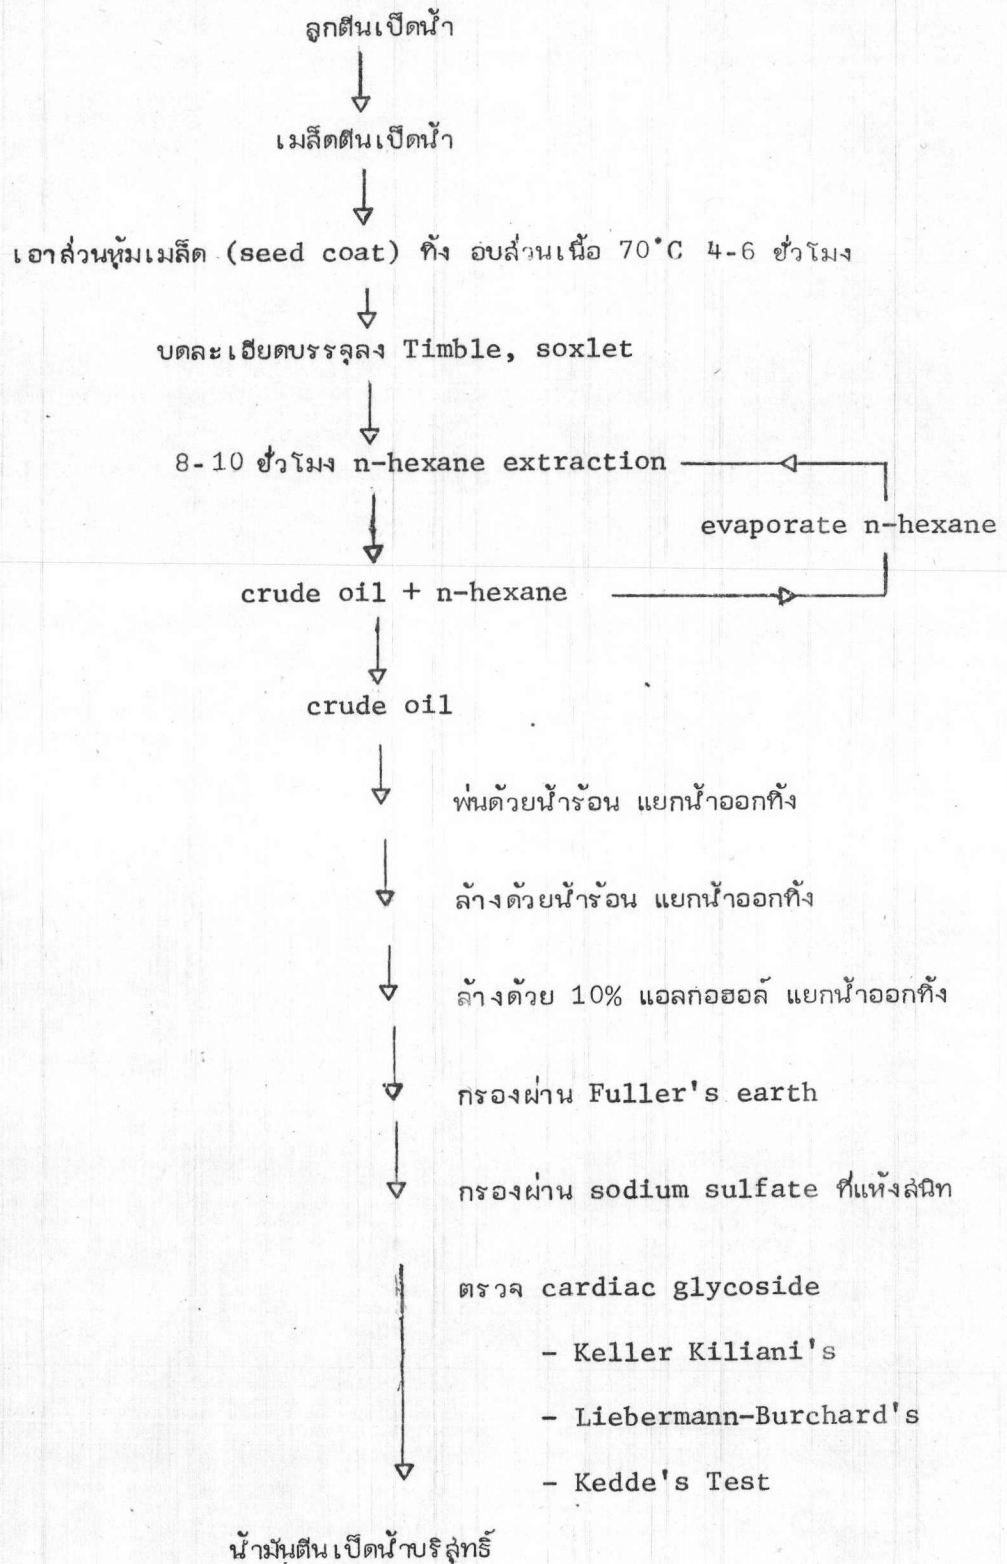 ลูกตีนเป็ดน้ำ
เมล็ดตีนเป็ดน้ำ
เอาส่วนหุ้มเมล็ด (seed coat) ทิ้ง อบส่วนเนื้อ 70°C 4-6 ชั่วโมง
บดละเอียดบรรจุลง Timble, soxlet
8-10 ชั่วโมง n-hexane extraction
evaporate n-hexane
crude oil + n-hexane
crude oil
พ่นด้วยน้ำร้อน แยกน้ำออกทิ้ง
ล้างด้วยน้ำร้อน แยกน้ำออกทิ้ง
ล้างด้วย 10% แอลกอฮอล์ แยกน้ำออกทิ้ง
กรองผ่าน Fuller's earth
กรองผ่าน sodium sulfate ที่แห้งสนิท
ตรวจ cardiac glycoside
- Keller Kiliani's
- Liebermann-Burchard's
- Kedde's Test
น้ำมันตีนเป็ดน้ำบริสุทธิ์